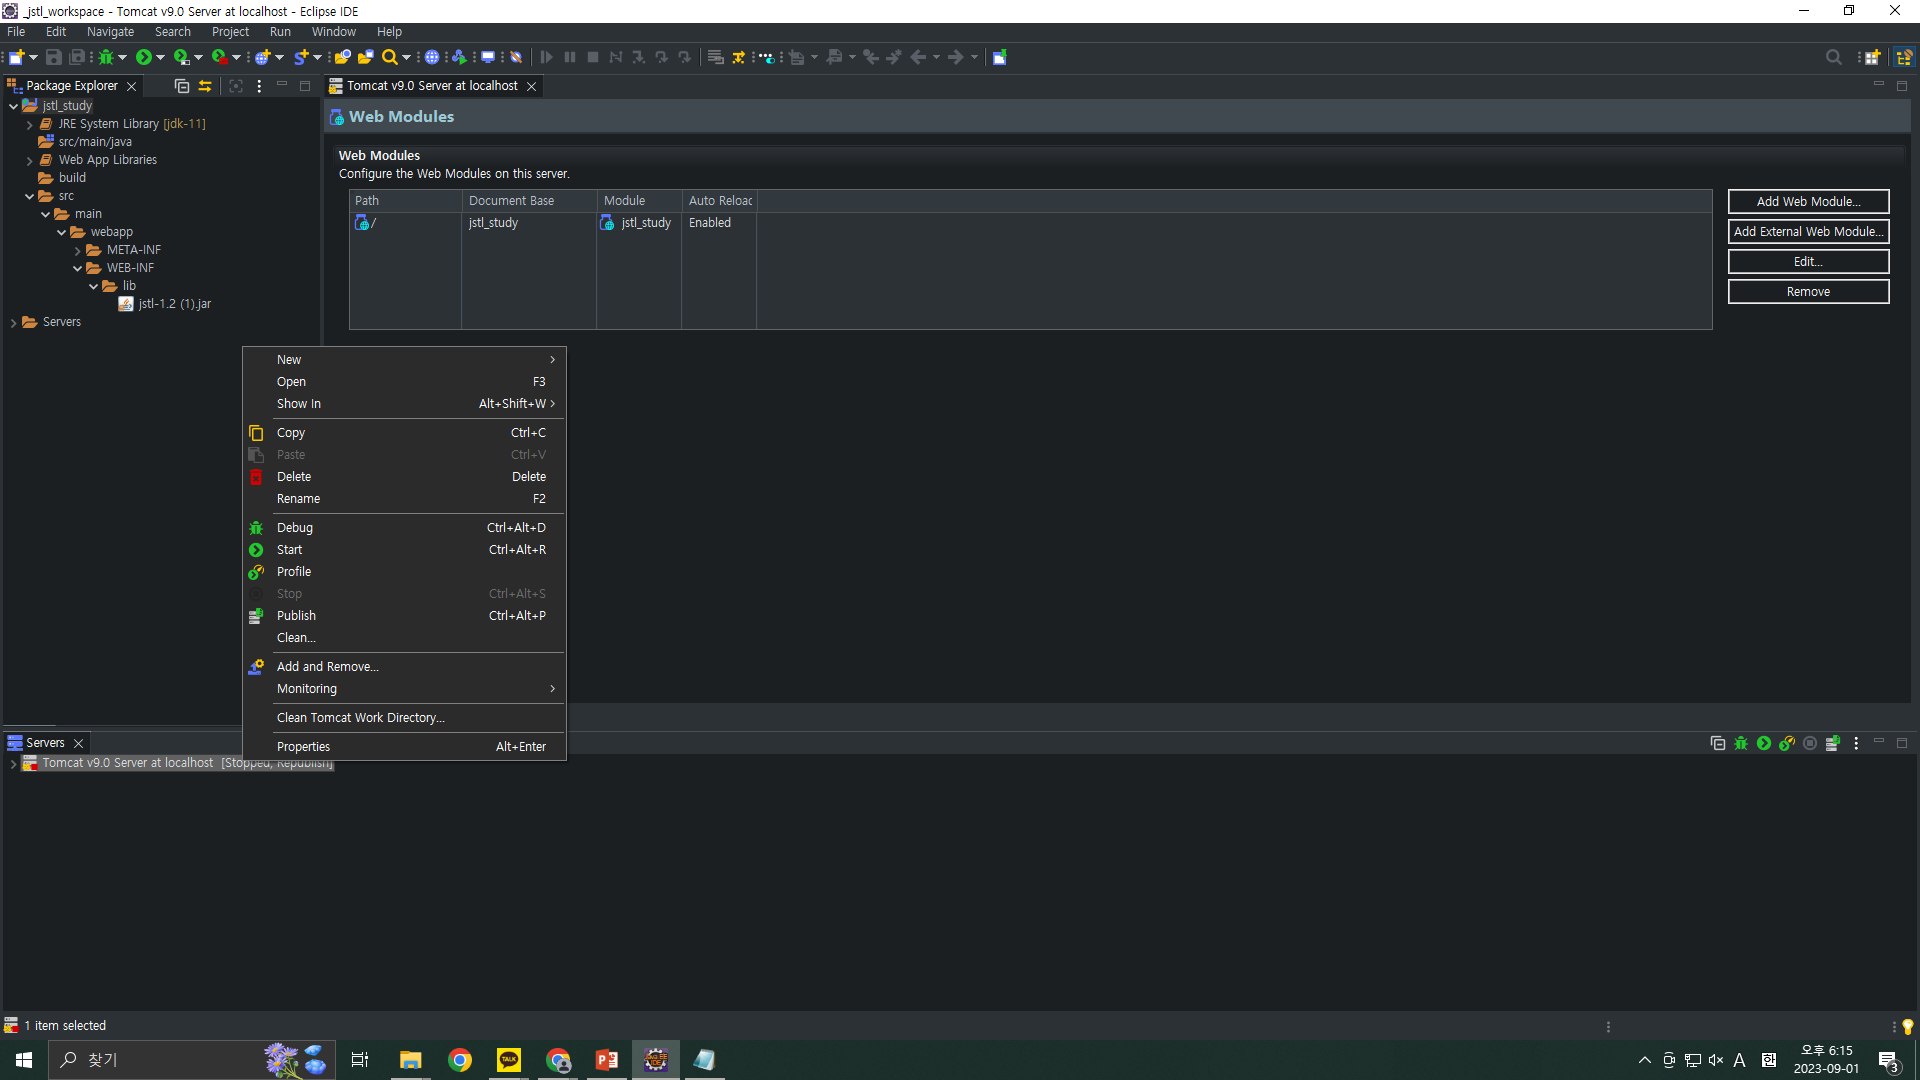 _jstl_workspace - Tomcat v9.0 Server at localhost - Eclipse IDE
File Edit Navigate Search Project Run Window Help
Package Explorer
jstl_study
JRE System Library [jdk-11]
src/main/java
Web App Libraries
build
src
main
webapp
META-INF
WEB-INF
lib
jstl-1.2 (1).jar
Servers
Tomcat v9.0 Server at localhost
Web Modules
Web Modules
Configure the Web Modules on this server.
Path Document Base Module Auto Reload
/ jstl_study jstl_study Enabled
Add Web Module...
Add External Web Module...
Edit...
Remove
New
Open F3
Show In Alt+Shift+W
Copy Ctrl+C
Paste Ctrl+V
Delete Delete
Rename F2
Debug Ctrl+Alt+D
Start Ctrl+Alt+R
Profile
Stop Ctrl+Alt+S
Publish Ctrl+Alt+P
Clean...
Add and Remove...
Monitoring
Clean Tomcat Work Directory...
Properties Alt+Enter
Servers
Tomcat v9.0 Server at localhost [Stopped, Republish]
1 item selected
찾기
TALK
A
오후 6:15
2023-09-01
3